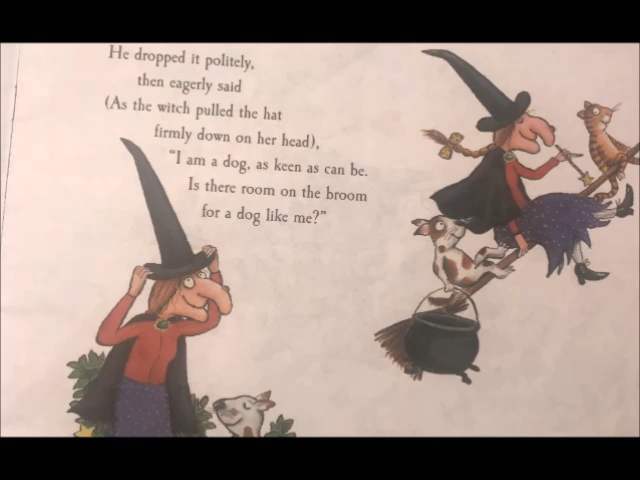 He dropped it politely,
then eagerly said
(As the witch pulled the hat
firmly down on her head),
"I am a dog, as keen as can be.
Is there room on the broom
for a dog like me?"